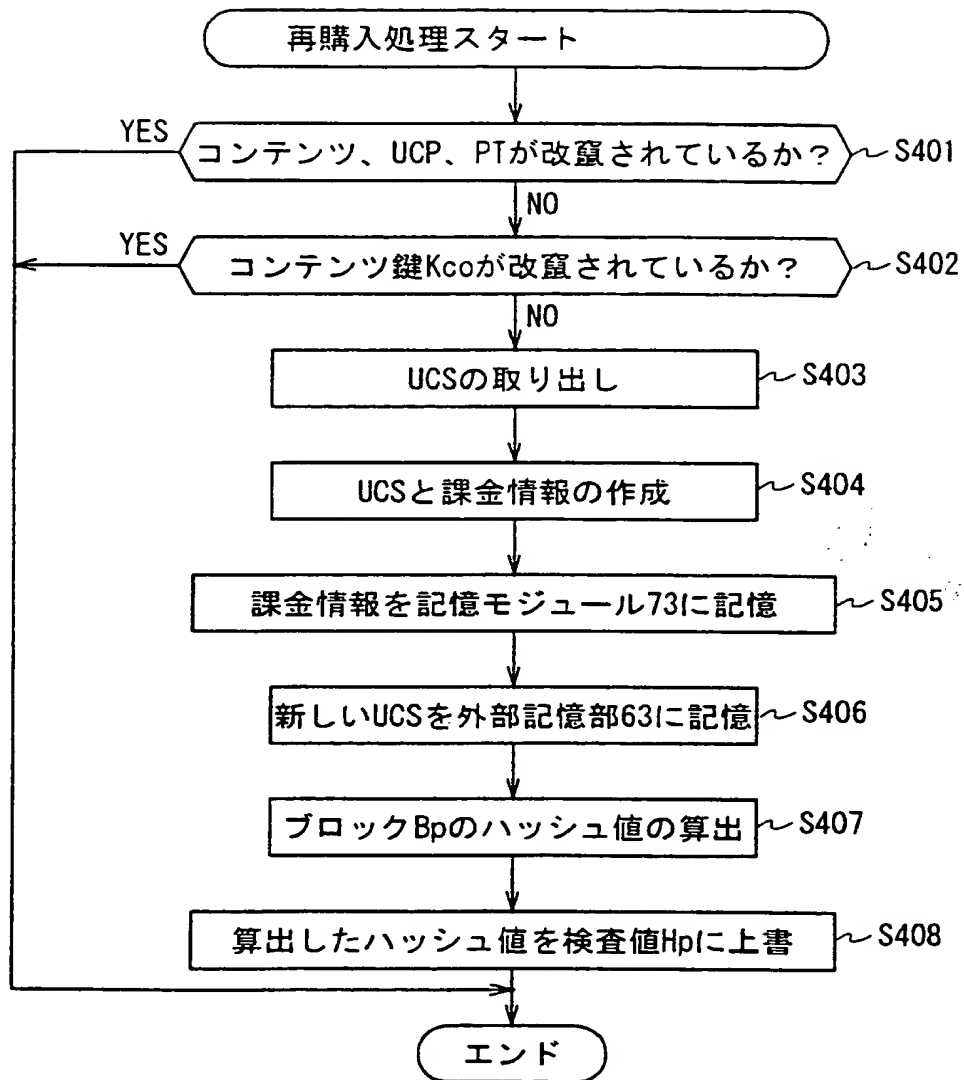 再購入処理スタート
YES
コンテンツ、UCP、PTが改竄されているか？
S401
NO
YES
コンテンツ鍵Kcoが改竄されているか？
S402
NO
UCSの取り出し
S403
UCSと課金情報の作成
S404
課金情報を記憶モジュール73に記憶
S405
新しいUCSを外部記憶部63に記憶
S406
ブロックBpのハッシュ値の算出
S407
算出したハッシュ値を検査値Hpに上書
S408
エンド